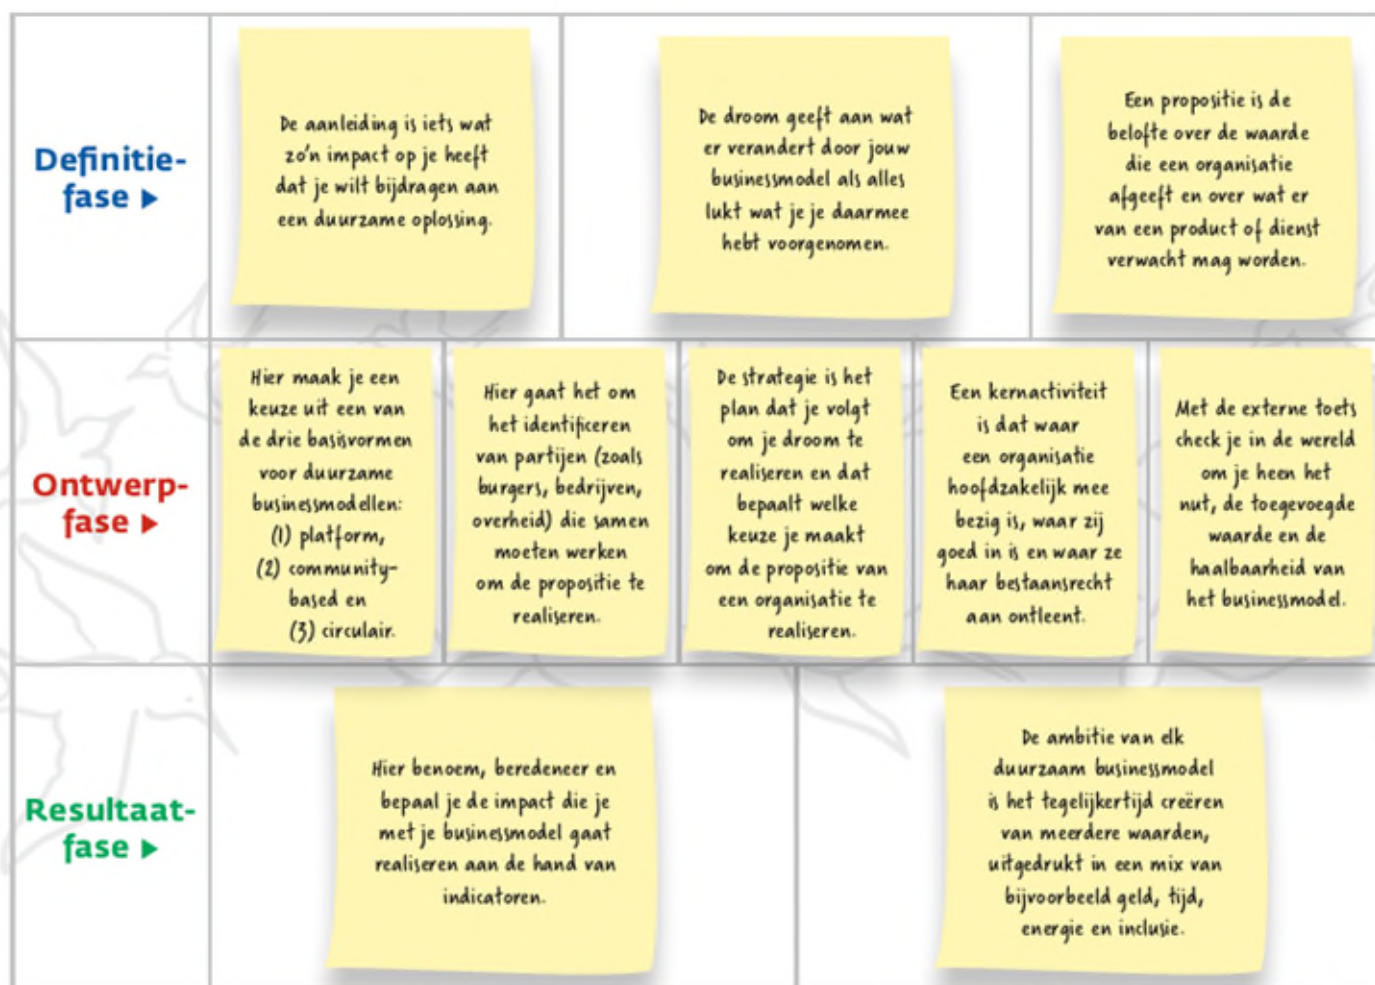 Definitie-
fase ▶
De aanleiding is iets wat
zo'n impact op je heeft
dat je wilt bijdragen aan
een duurzame oplossing.
De droom geeft aan wat
er verandert door jouw
businessmodel als alles
lukt wat je je daarmee
hebt voorgenomen.
Een propositie is de
belofte over de waarde
die een organisatie
afgeeft en over wat er
van een product of dienst
verwacht mag worden.
Ontwerp-
fase ▶
Hier maak je een
keuze uit een van
de drie basisvormen
voor duurzame
businessmodellen:
(1) platform,
(2) community-
based en
(3) circulair.
Hier gaat het om
het identificeren
van partijen (zoals
burgers, bedrijven,
overheid) die samen
moeten werken
om de propositie te
realiseren.
De strategie is het
plan dat je volgt
om je droom te
realiseren en dat
bepaalt welke
keuze je maakt
om de propositie van
een organisatie te
realiseren.
Een kernactiviteit
is dat waar
een organisatie
hoofdzakelijk mee
bezig is, waar zij
goed in is en waar ze
haar bestaansrecht
aan ontleent.
Met de externe toets
check je in de wereld
om je heen het
nut, de toegevoegde
waarde en de
haalbaarheid van
het businessmodel.
Resultaat-
fase ▶
Hier benoem, beredeneer en
bepaal je de impact die je
met je businessmodel gaat
realiseren aan de hand van
indicatoren.
De ambitie van elk
duurzaam businessmodel
is het tegelijkertijd creëren
van meerdere waarden,
uitgedrukt in een mix van
bijvoorbeeld geld, tijd,
energie en inclusie.